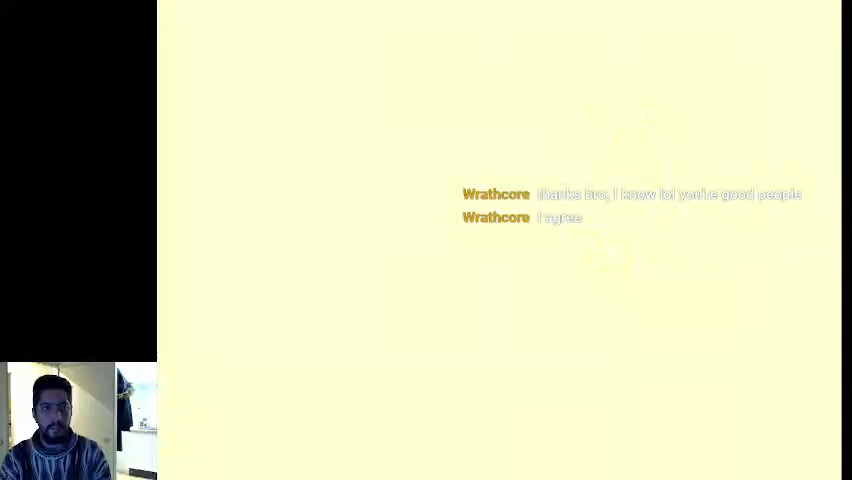 Wrathcore thanks bro, I know lol you're good people
Wrathcore I agree